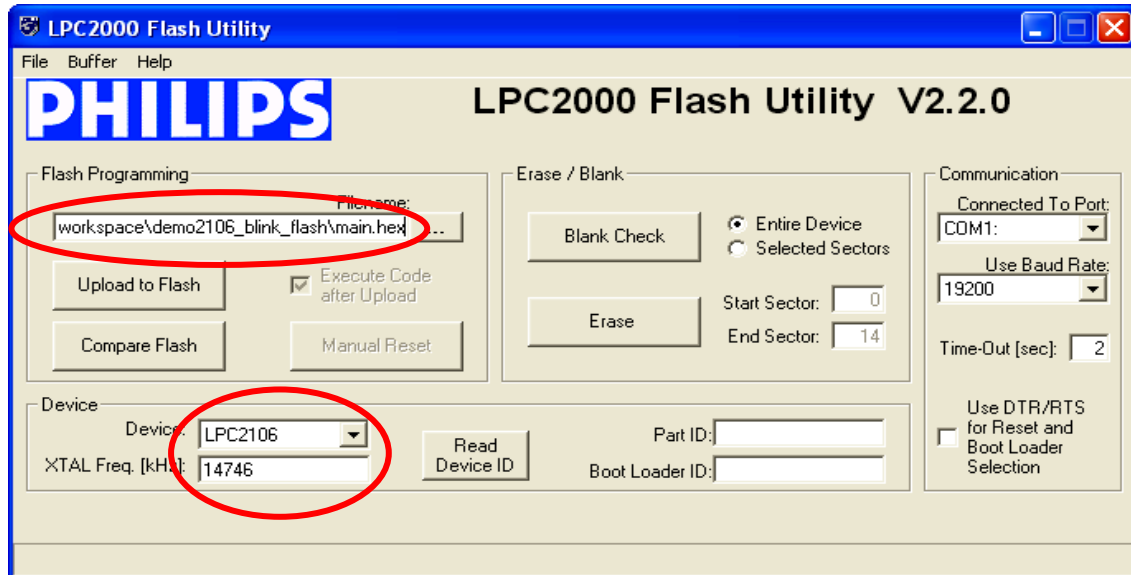 LPC2000 Flash Utility
File Buffer Help
PHILIPS
LPC2000 Flash Utility V2.2.0
Flash Programming
Filename:
workspace\demo2106_blink_flash\main.hex
...
Upload to Flash
Execute Code
after Upload
Compare Flash
Manual Reset
Erase / Blank
Blank Check
Entire Device
Selected Sectors
Erase
Start Sector: 0
End Sector: 14
Communication
Connected To Port:
COM1:
Use Baud Rate:
19200
Time-Out [sec]: 2
Use DTR/RTS
for Reset and
Boot Loader
Selection
Device
Device: LPC2106
XTAL Freq. [kHz]: 14746
Read
Device ID
Part ID:
Boot Loader ID: